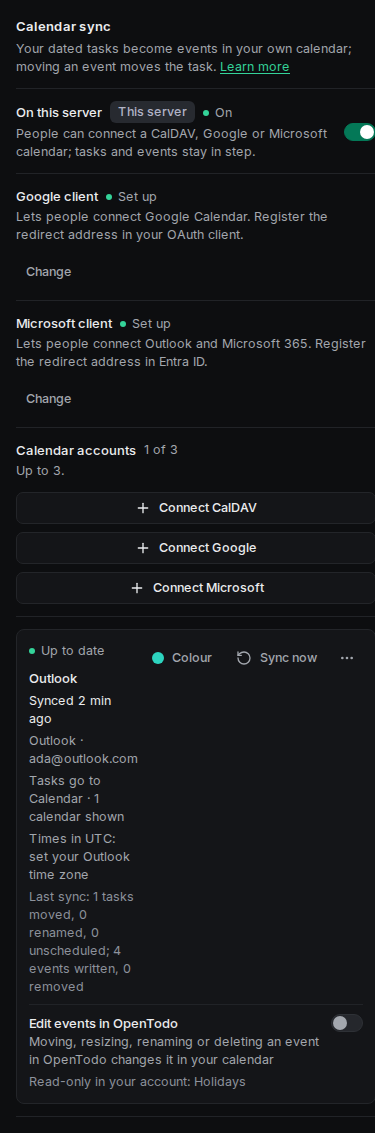 Calendar sync
Your dated tasks become events in your own calendar;
moving an event moves the task. Learn more
On this server This server On
People can connect a CalDAV, Google or Microsoft
calendar; tasks and events stay in step.
Google client Set up
Lets people connect Google Calendar. Register the
redirect address in your OAuth client.
Change
Microsoft client Set up
Lets people connect Outlook and Microsoft 365. Register
the redirect address in Entra ID.
Change
Calendar accounts 1 of 3
Up to 3.
Connect CalDAV
Connect Google
Connect Microsoft
Up to date
Colour
Sync now
Outlook
Synced 2 min
ago
Outlook ·
ada@outlook.com
Tasks go to
Calendar · 1
calendar shown
Times in UTC:
set your Outlook
time zone
Last sync: 1 tasks
moved, 0
renamed, 0
unscheduled; 4
events written, 0
removed
Edit events in OpenTodo
Moving, resizing, renaming or deleting an event
in OpenTodo changes it in your calendar
Read-only in your account: Holidays